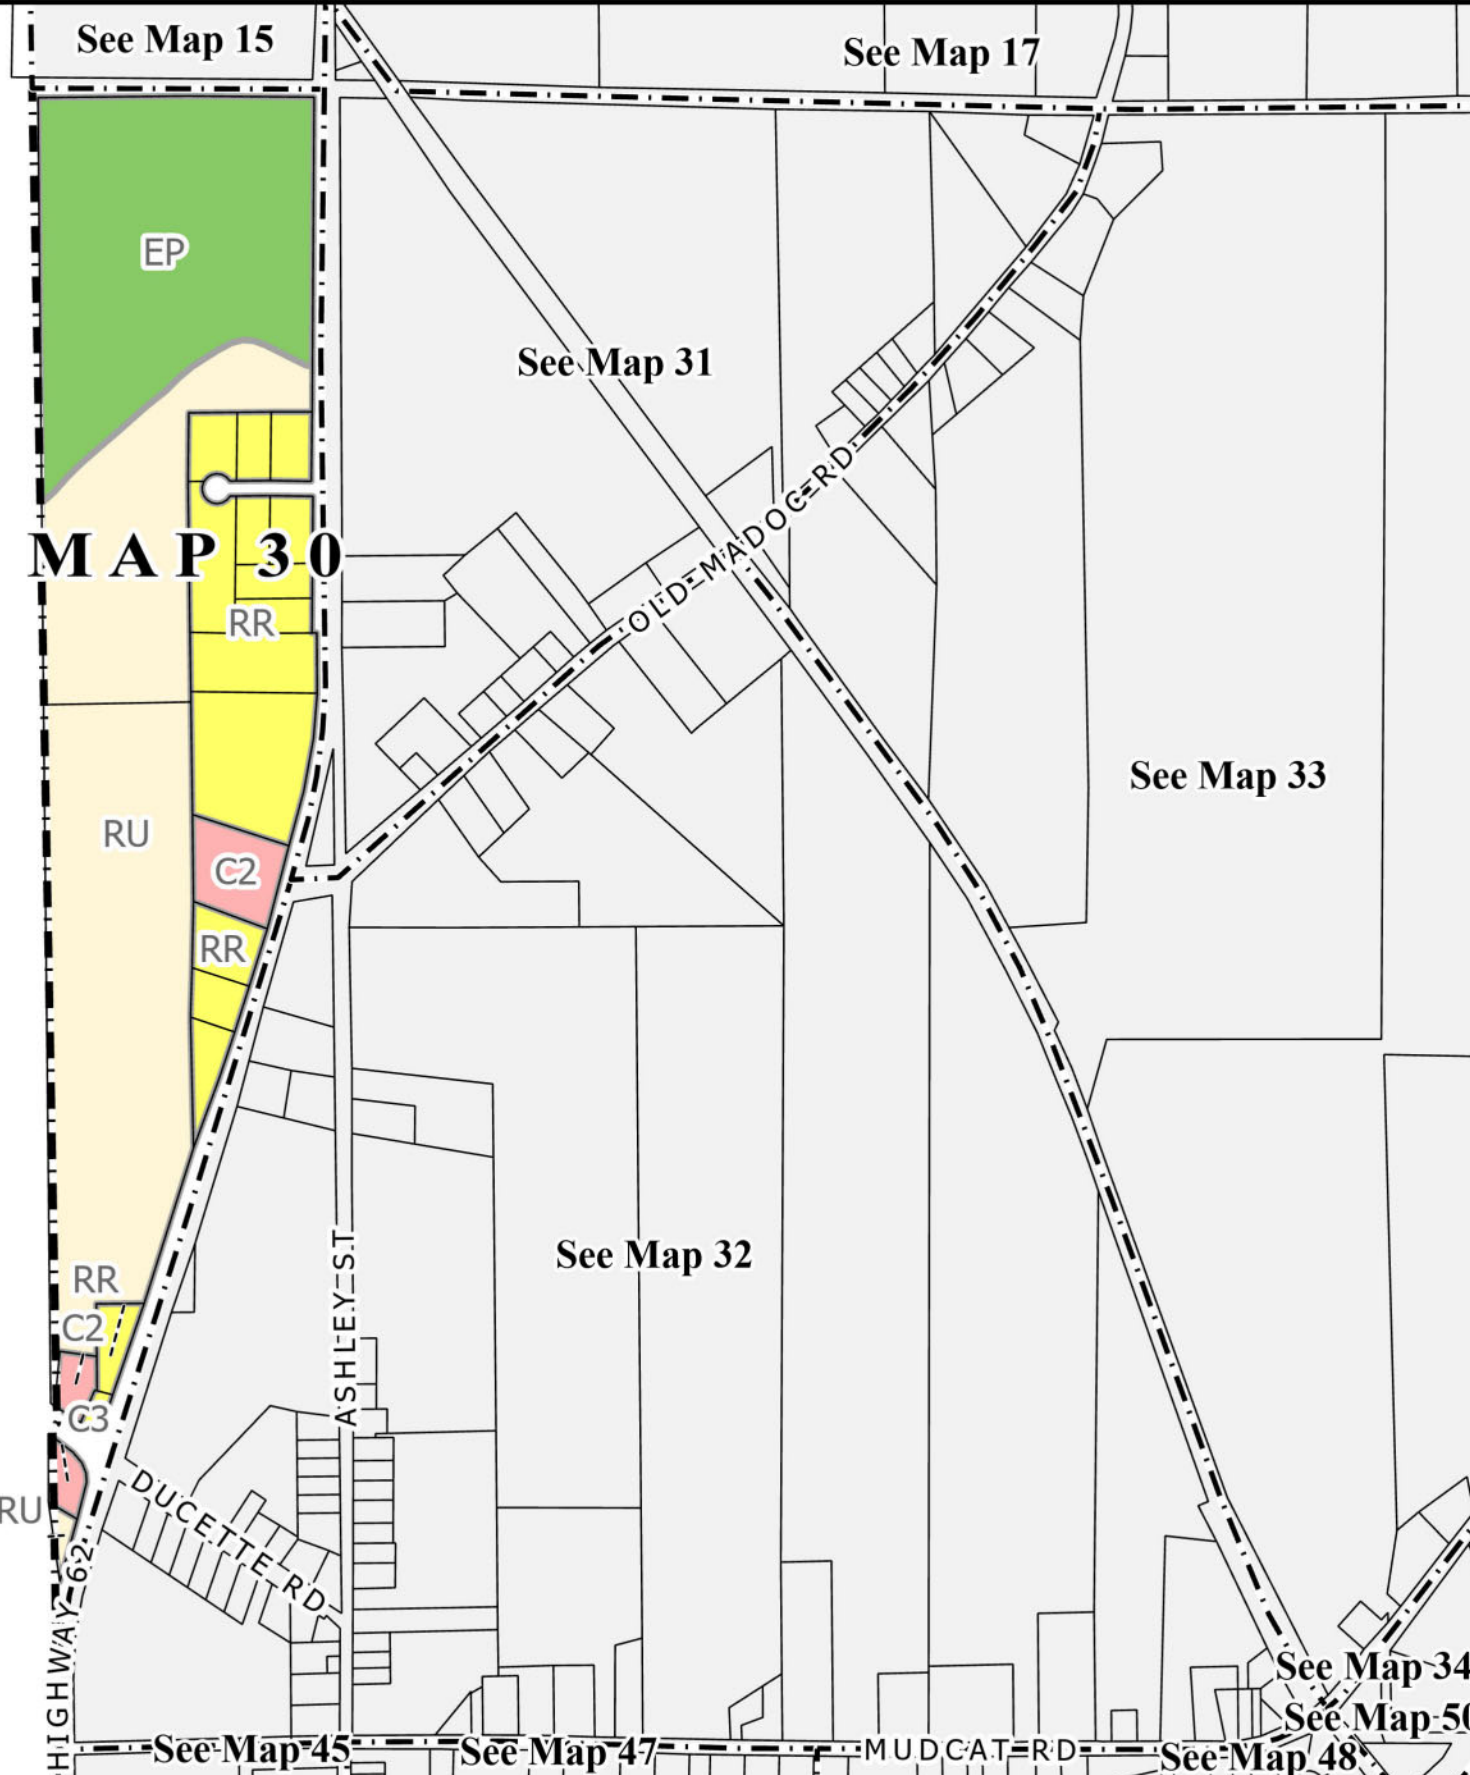 See Map 15
See Map 17
EP
See Map 31
OLD MADOC RD
MAP 30
RR
See Map 33
RU
C2
RR
See Map 32
ASHLEY ST
RR
C2
C3
RU
DUCETTE RD
HIGHWAY 62
See Map 34
See Map 50
See Map 45
See Map 47
MUDCAT RD
See Map 48